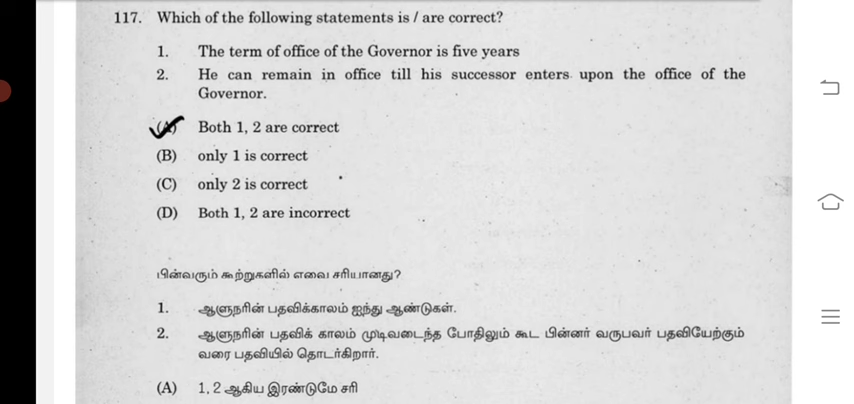 117. Which of the following statements is / are correct?
1. The term of office of the Governor is five years
2. He can remain in office till his successor enters upon the office of the
Governor.
(A) Both 1, 2 are correct
(B) only 1 is correct
(C) only 2 is correct
(D) Both 1, 2 are incorrect
பின்வரும் கூற்றுகளில் எவை சரியானது?
1. ஆளுநரின் பதவிக்காலம் ஐந்து ஆண்டுகள்.
2. ஆளுநரின் பதவிக் காலம் முடிவடைந்த போதிலும் கூட பின்னர் வருபவர் பதவியேற்கும்
வரை பதவியில் தொடர்கிறார்.
(A) 1, 2 ஆகிய இரண்டுமே சரி